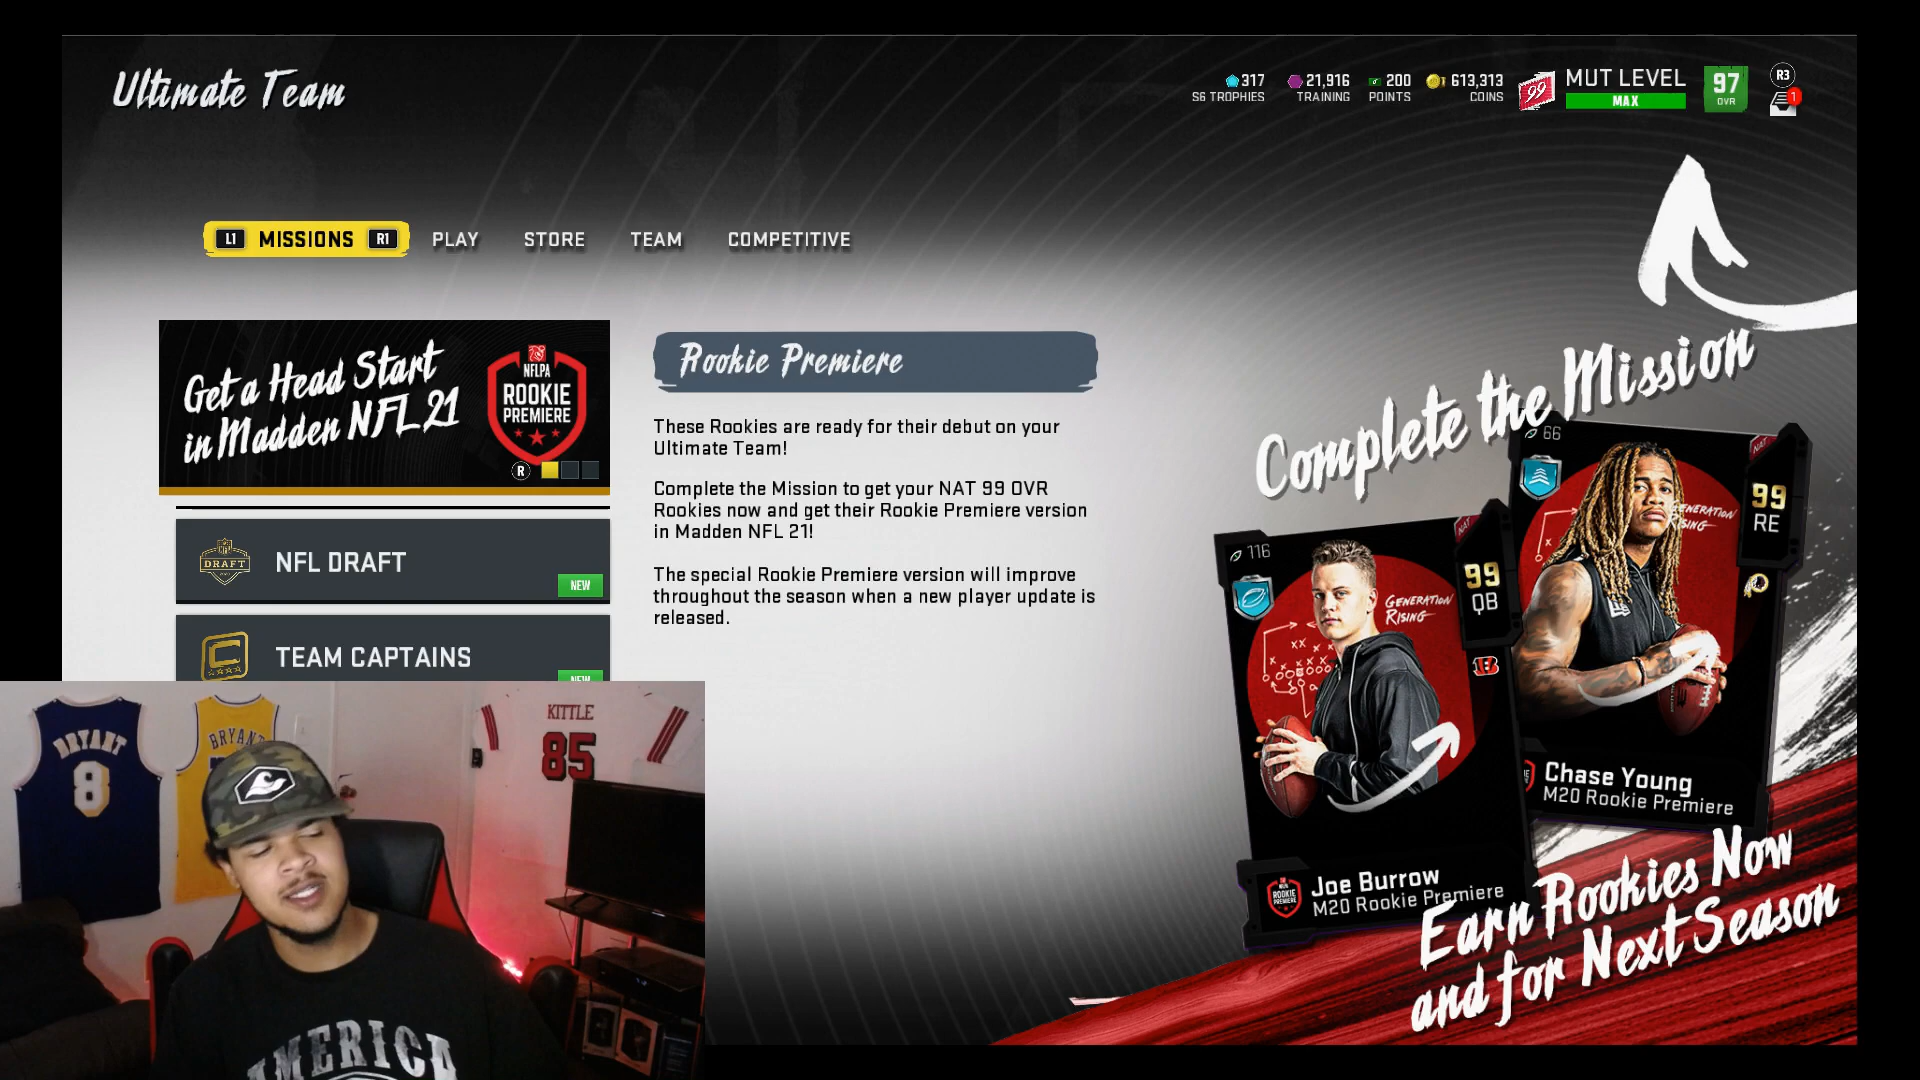 Ultimate Team
317
S6 TROPHIES
21,916
TRAINING
200
POINTS
613,313
COINS
99
MUT LEVEL
MAX
97
OVR
R3
1
L1 MISSIONS R1 PLAY STORE TEAM COMPETITIVE
Get a Head Start
in Madden NFL 21
NFLPA
ROOKIE
PREMIERE
R
NFL DRAFT
NEW
TEAM CAPTAINS
NEW
Rookie Premiere
These Rookies are ready for their debut on your
Ultimate Team!
Complete the Mission to get your NAT 99 OVR
Rookies now and get their Rookie Premiere version
in Madden NFL 21!
The special Rookie Premiere version will improve
throughout the season when a new player update is
released.
Complete the Mission
66
NAT
99
RE
GENERATION
RISING
Chase Young
M20 Rookie Premiere
116
NAT
99
QB
GENERATION
RISING
Joe Burrow
M20 Rookie Premiere
Earn Rookies Now
and for Next Season
BRYANT
8
BRYANT
KITTLE
85
AMERICA